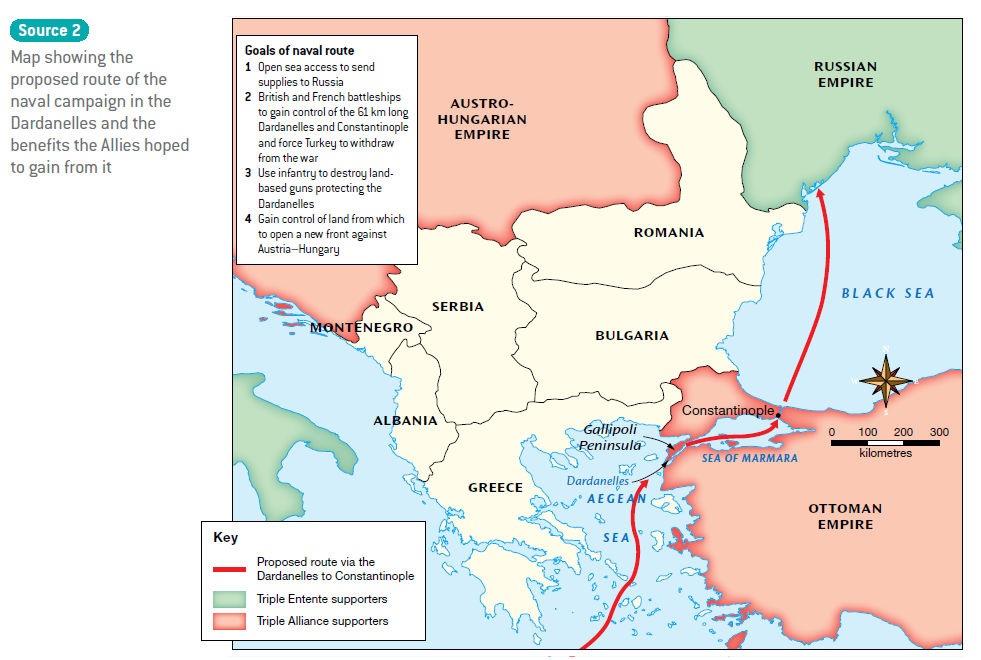 Source 2
Map showing the
proposed route of the
naval campaign in the
Dardanelles and the
benefits the Allies hoped
to gain from it
Goals of naval route
1 Open sea access to send
supplies to Russia
2 British and French battleships
to gain control of the 61 km long
Dardanelles and Constantinople
and force Turkey to withdraw
from the war
3 Use infantry to destroy land-
based guns protecting the
Dardanelles
4 Gain control of land from which
to open a new front against
Austria—Hungary
AUSTRO-
HUNGARIAN
EMPIRE
RUSSIAN
EMPIRE
ROMANIA
BLACK SEA
SERBIA
MONTENEGRO
BULGARIA
N
ALBANIA
Constantinople
Gallipoli
Peninsula
0 100 200 300
kilometres
SEA OF MARMARA
Dardanelles
GREECE
AEGEAN
SEA
OTTOMAN
EMPIRE
Key
Proposed route via the
Dardanelles to Constantinople
Triple Entente supporters
Triple Alliance supporters